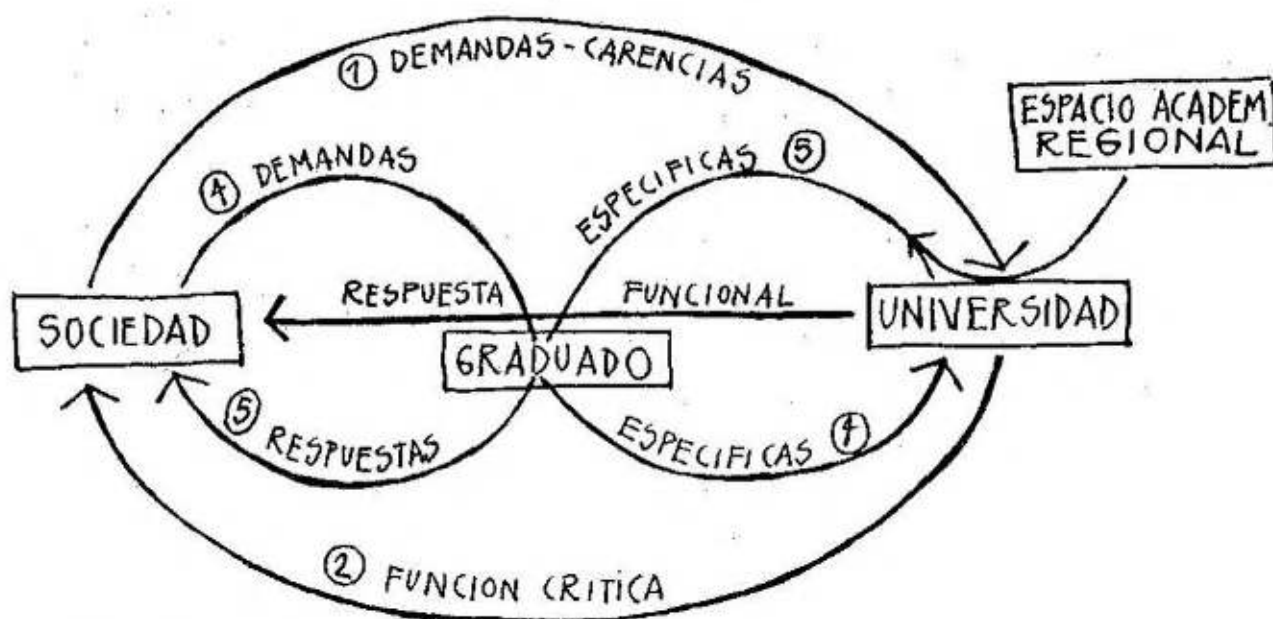 ① DEMANDAS-CARENCIAS
ESPACIO ACADEM
REGIONAL
④ DEMANDAS
ESPECIFICAS ⑤
RESPUESTA FUNCIONAL
SOCIEDAD
UNIVERSIDAD
GRADUADO
⑤ RESPUESTAS
ESPECIFICAS ④
② FUNCION CRITICA